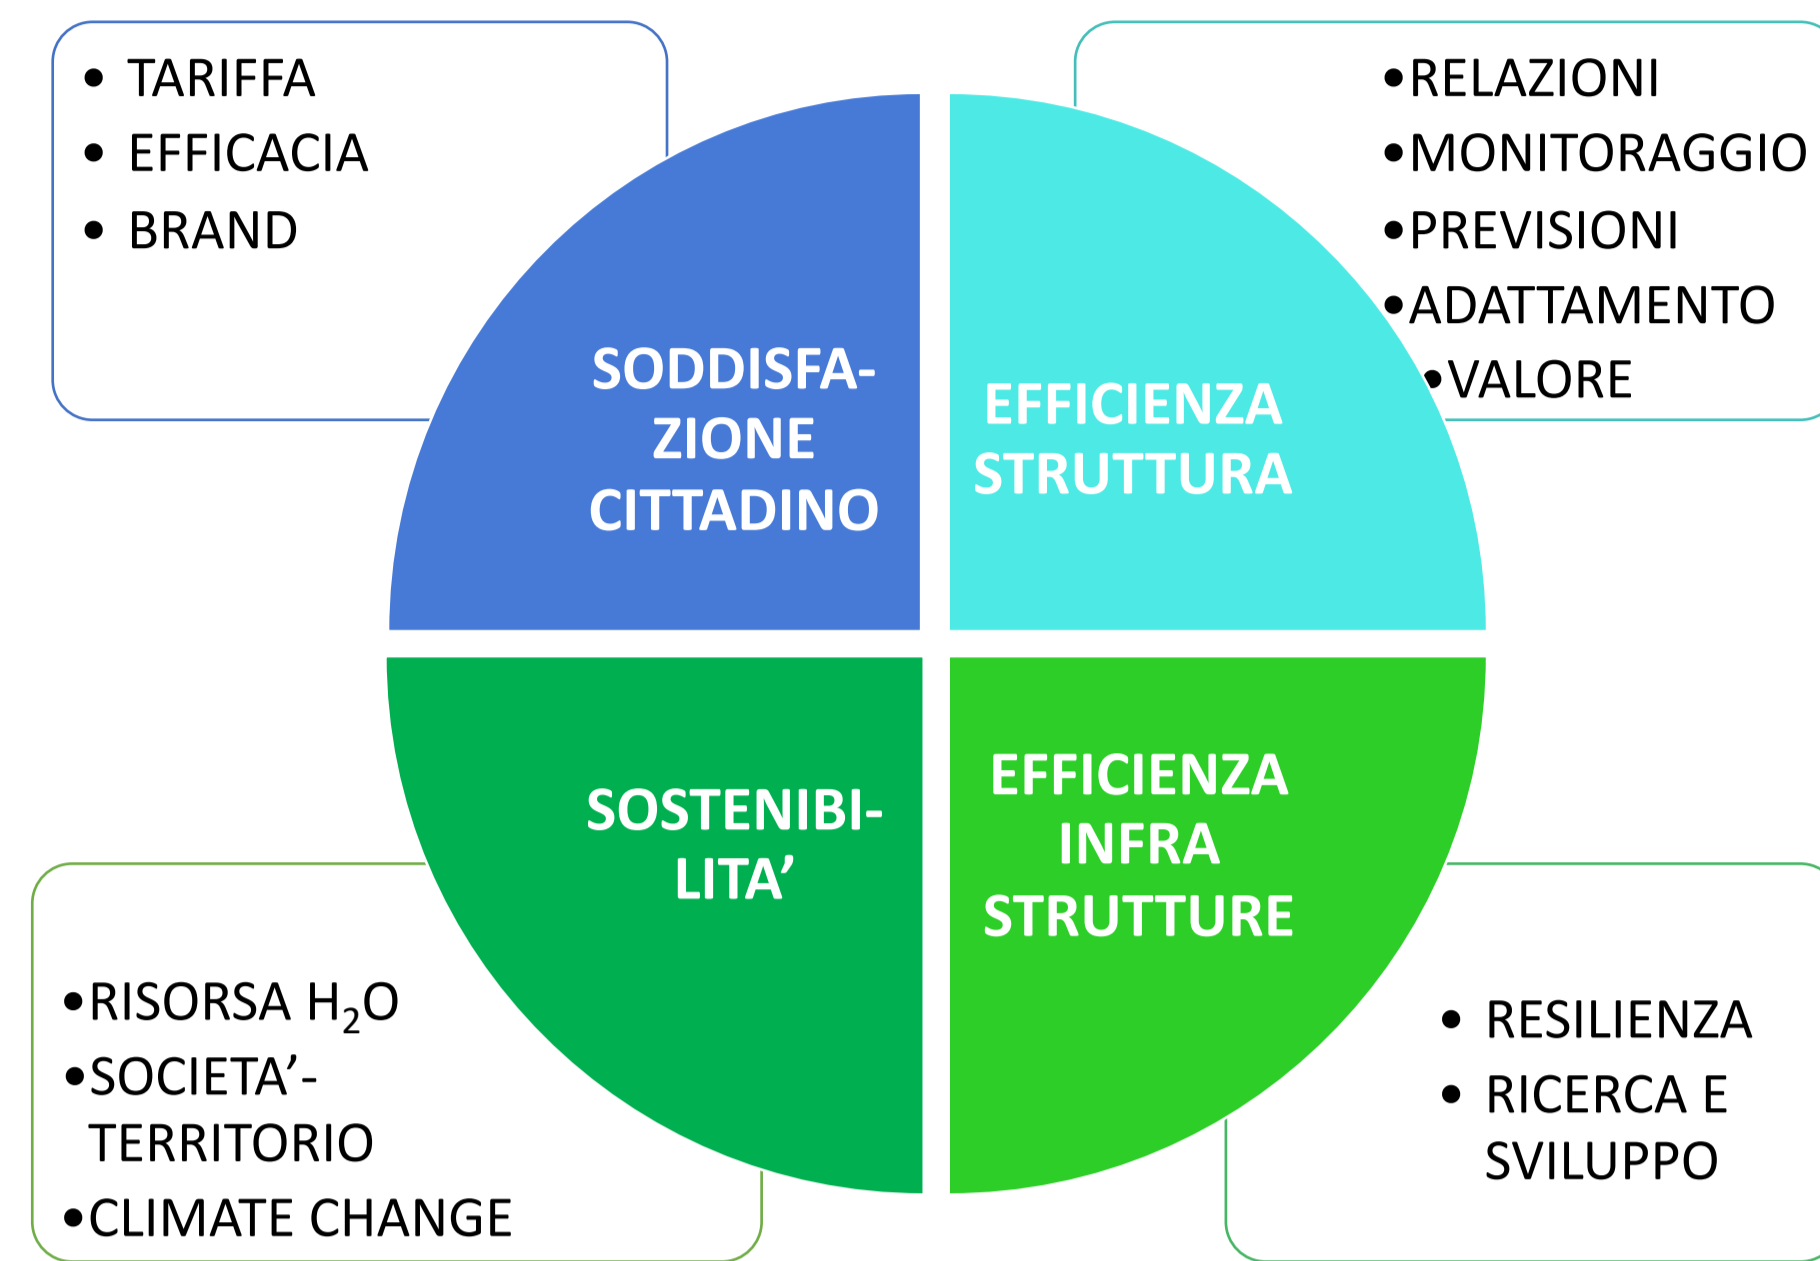 • TARIFFA
• EFFICACIA
• BRAND
•RELAZIONI
•MONITORAGGIO
•PREVISIONI
•ADATTAMENTO
•VALORE
SODDISFA-
ZIONE
CITTADINO
EFFICIENZA
STRUTTURA
SOSTENIBI-
LITA’
EFFICIENZA
INFRA
STRUTTURE
•RISORSA H₂O
•SOCIETA’-
TERRITORIO
•CLIMATE CHANGE
• RESILIENZA
• RICERCA E
SVILUPPO